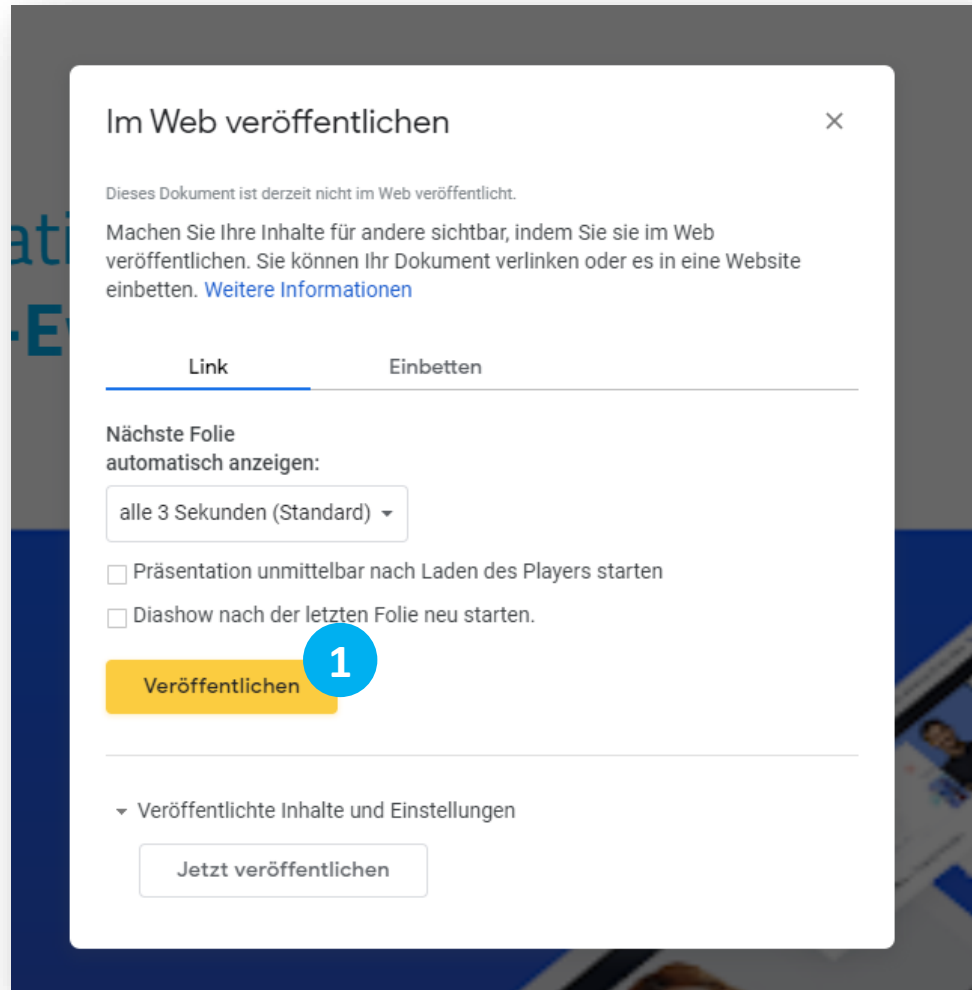 Im Web veröffentlichen
Dieses Dokument ist derzeit nicht im Web veröffentlicht.
Machen Sie Ihre Inhalte für andere sichtbar, indem Sie sie im Web
veröffentlichen. Sie können Ihr Dokument verlinken oder es in eine Website
einbetten. Weitere Informationen
ati
-E
Link Einbetten
Nächste Folie
automatisch anzeigen:
alle 3 Sekunden (Standard)
Präsentation unmittelbar nach Laden des Players starten
Diashow nach der letzten Folie neu starten.
1
Veröffentlichen
Veröffentlichte Inhalte und Einstellungen
Jetzt veröffentlichen